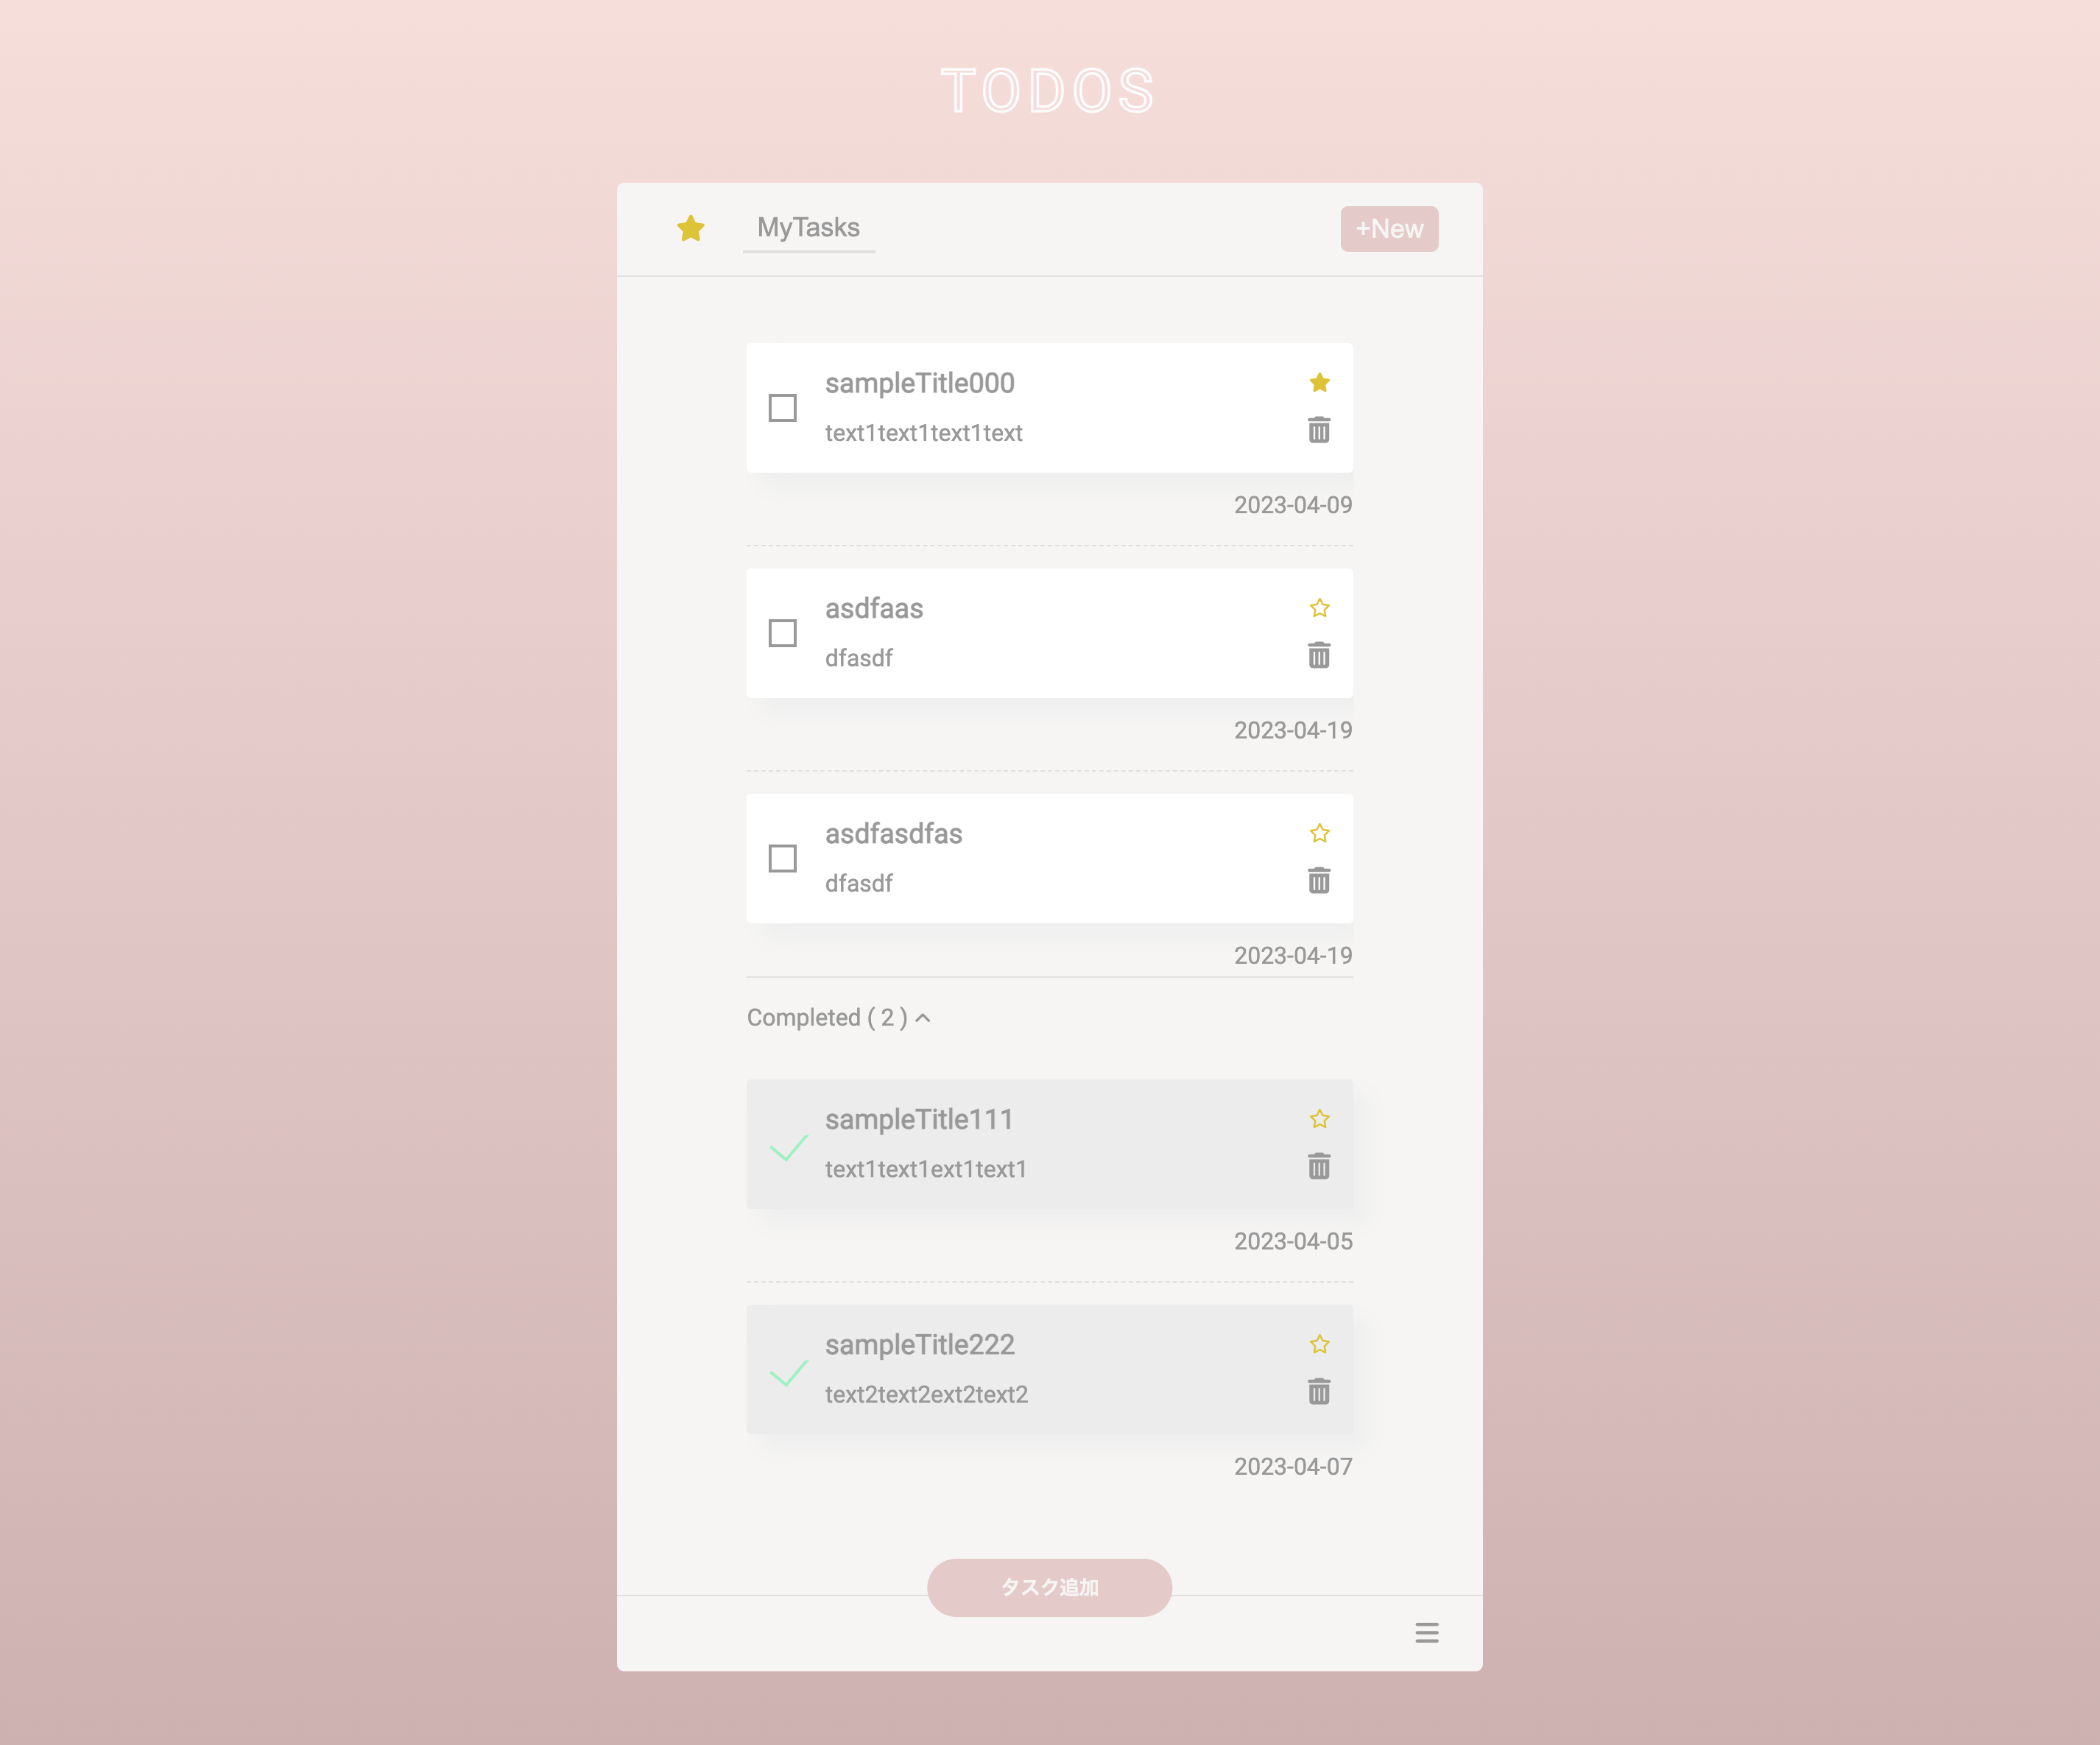 TODOS
MyTasks
+New
sampleTitle000
text1text1text1text
2023-04-09
asdfaas
dfasdf
2023-04-19
asdfasdfas
dfasdf
2023-04-19
Completed ( 2 )
sampleTitle111
text1text1ext1text1
2023-04-05
sampleTitle222
text2text2ext2text2
2023-04-07
タスク追加